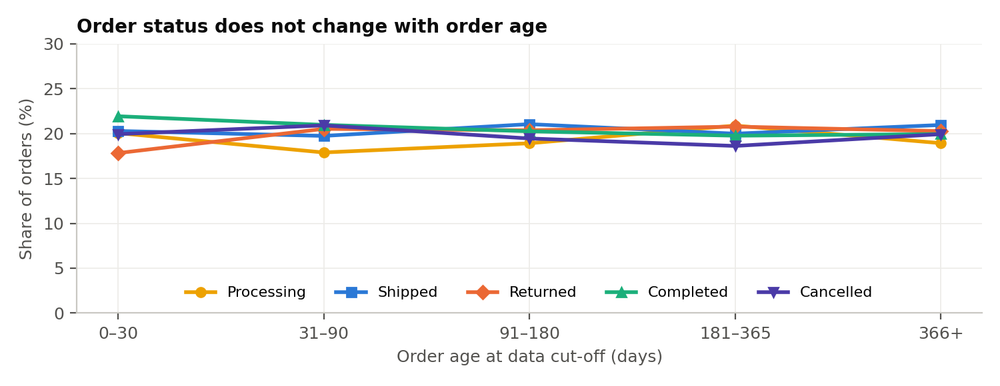 Order status does not change with order age
30
25
20
15
10
5
0
Share of orders (%)
Processing Shipped Returned Completed Cancelled
0–30 31–90 91–180 181–365 366+
Order age at data cut-off (days)